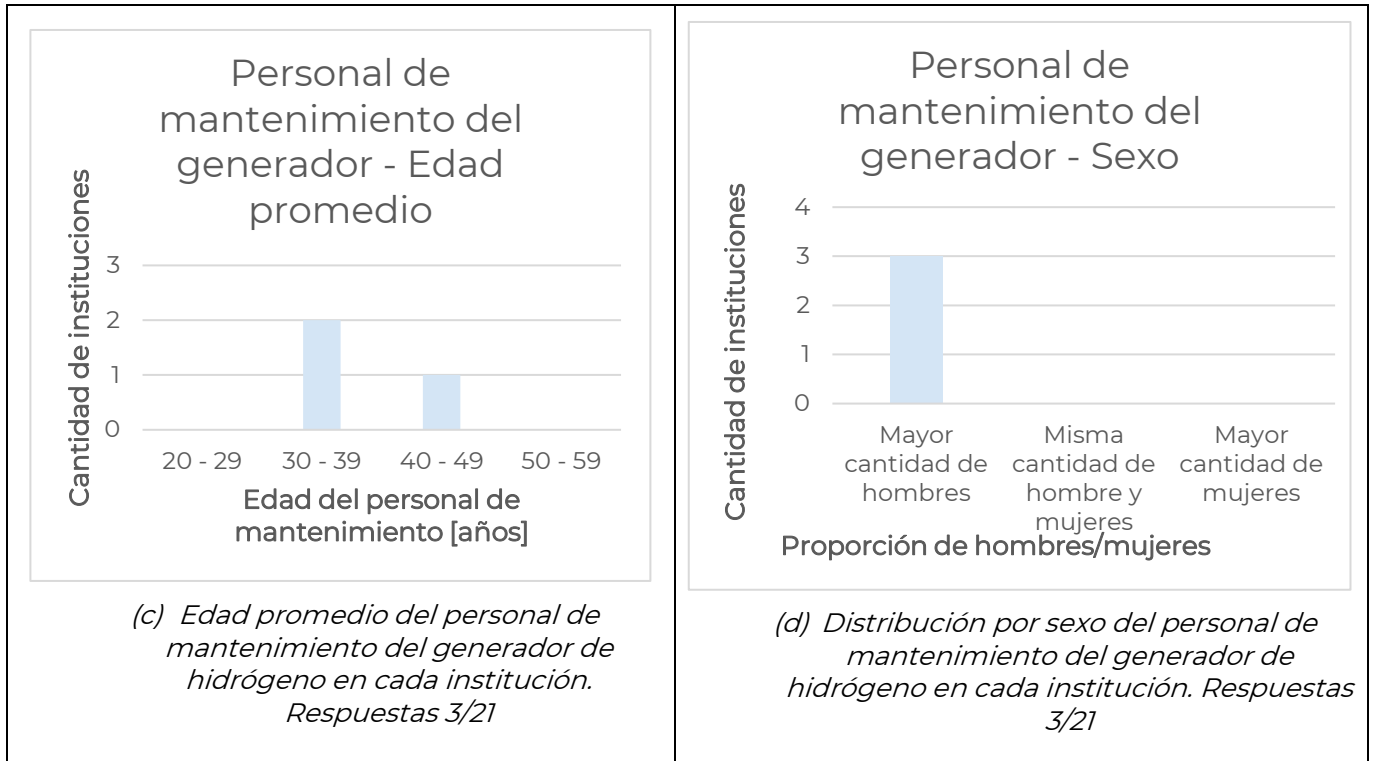 Personal de
mantenimiento del
generador - Edad
promedio
Cantidad de instituciones
3
2
1
0
20 - 29 30 - 39 40 - 49 50 - 59
Edad del personal de
mantenimiento [años]
(c) Edad promedio del personal de
mantenimiento del generador de
hidrógeno en cada institución.
Respuestas 3/21
Personal de
mantenimiento del
generador - Sexo
Cantidad de instituciones
4
3
2
1
0
Mayor
cantidad de
hombres
Misma
cantidad de
hombre y
mujeres
Mayor
cantidad de
mujeres
Proporción de hombres/mujeres
(d) Distribución por sexo del personal de
mantenimiento del generador de
hidrógeno en cada institución. Respuestas
3/21